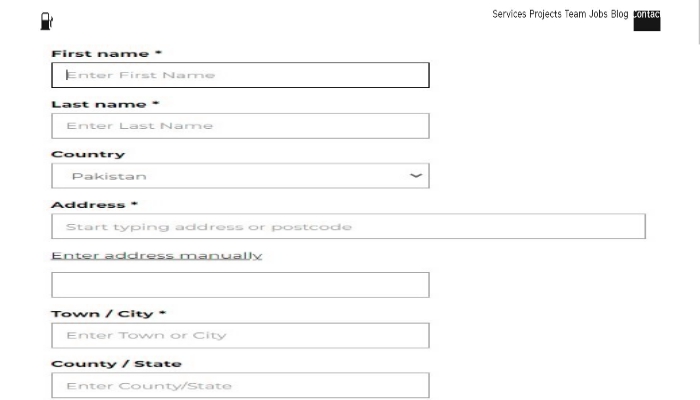 Services Projects Team Jobs Blog Contac
First name *
Enter First Name
Last name *
Enter Last Name
Country
Pakistan
Address *
Start typing address or postcode
Enter address manually
Town / City *
Enter Town or City
County / State
Enter County/State